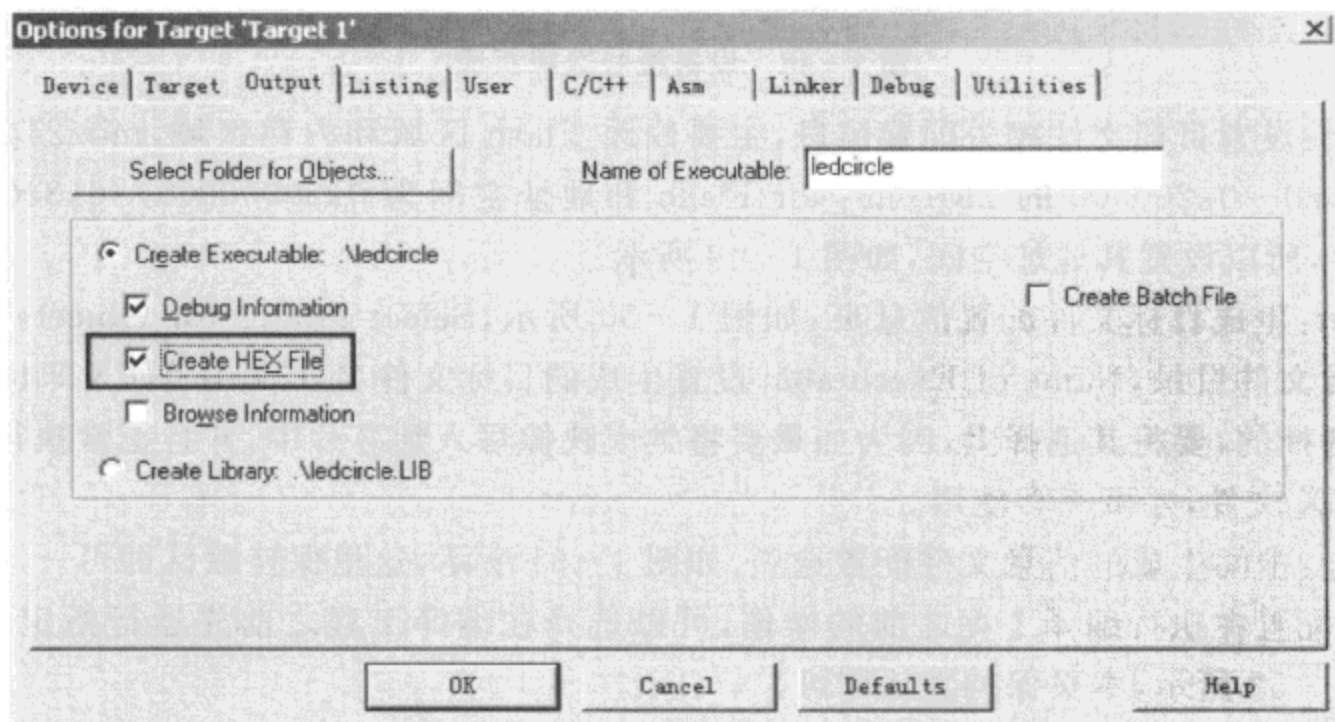 Options for Target 'Target 1'
Device Target Output Listing User C/C++ Asm Linker Debug Utilities
Select Folder for Objects... Name of Executable: ledcircle
Create Executable: .\ledcircle
Debug Information
Create Batch File
Create HEX File
Browse Information
Create Library: .\ledcircle.LIB
OK Cancel Defaults Help